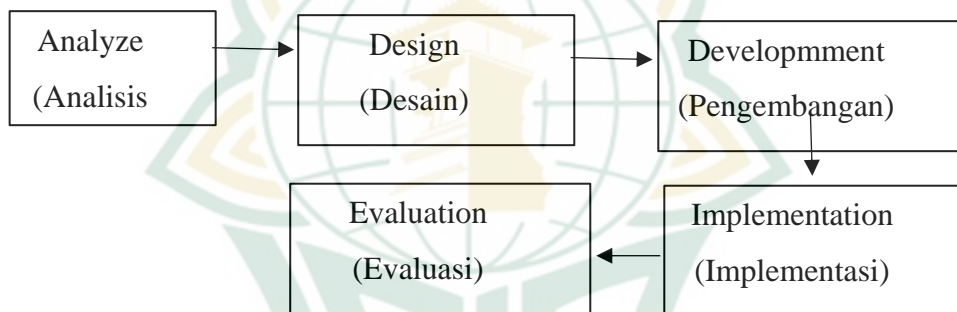 Analyze
(Analisis
Design
(Desain)
Developmment
(Pengembangan)
Implementation
(Implementasi)
Evaluation
(Evaluasi)